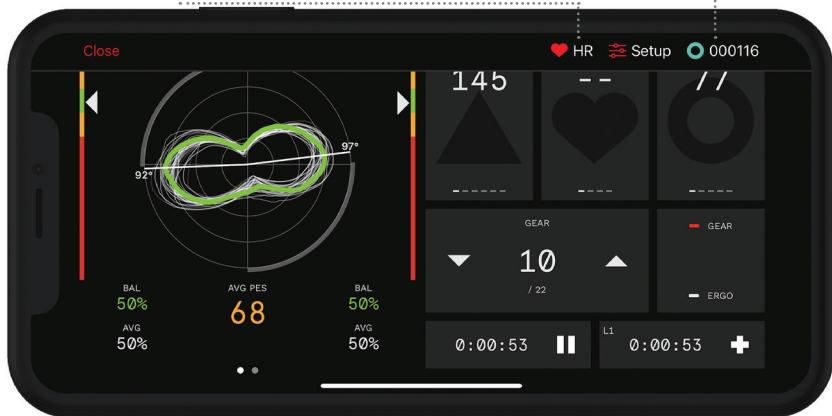 Close
HR
Setup
000116
145
--
77
92°
97°
BAL
50%
AVG
50%
AVG PES
68
BAL
50%
AVG
50%
GEAR
10
/ 22
GEAR
ERGO
0:00:53
L1
0:00:53